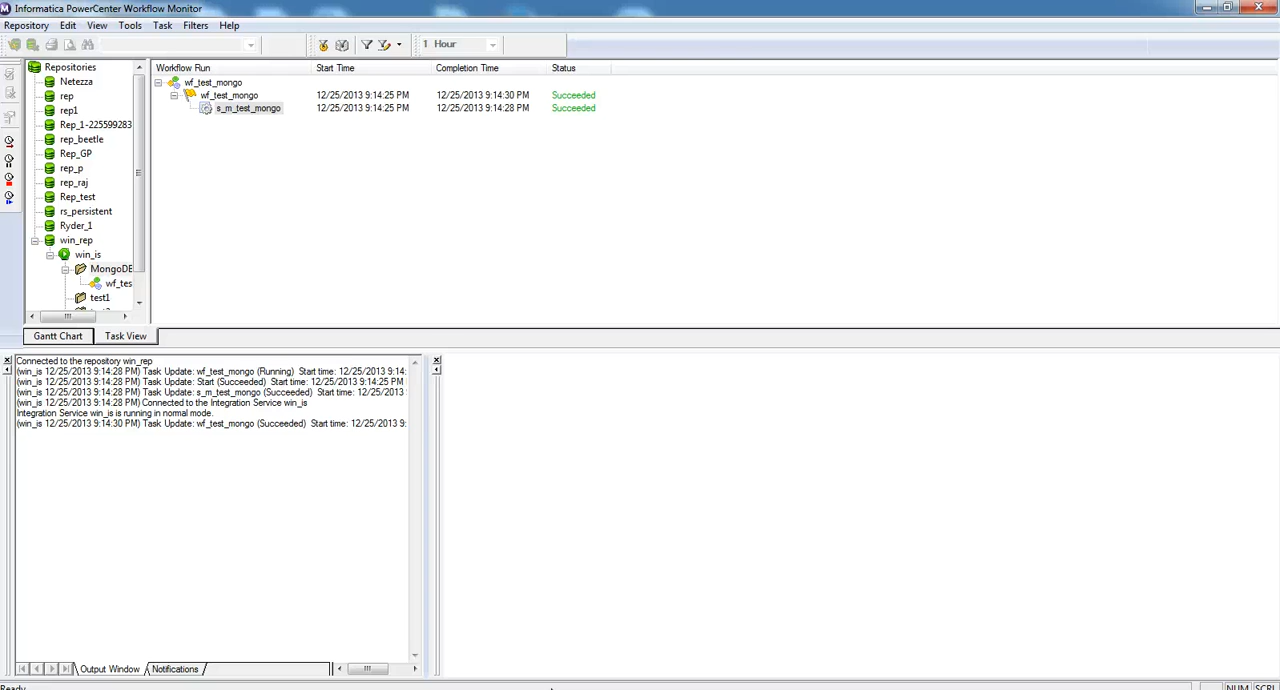 Informatica PowerCenter Workflow Monitor
Repository Edit View Tools Task Filters Help
1 Hour
Repositories
Netezza
rep
rep1
Rep_1-225599283
rep_beetle
Rep_GP
rep_p
rep_raj
Rep_test
rs_persistent
Ryder_1
win_rep
win_is
MongoDB
wf_tes
test1
Gantt Chart Task View
Workflow Run Start Time Completion Time Status
wf_test_mongo
wf_test_mongo 12/25/2013 9:14:25 PM 12/25/2013 9:14:30 PM Succeeded
s_m_test_mongo 12/25/2013 9:14:25 PM 12/25/2013 9:14:28 PM Succeeded
Connected to the repository win_rep
(win_is 12/25/2013 9:14:28 PM) Task Update: wf_test_mongo (Running) Start time: 12/25/2013 9:14:
(win_is 12/25/2013 9:14:28 PM) Task Update: Start (Succeeded) Start time: 12/25/2013 9:14:25 PM
(win_is 12/25/2013 9:14:28 PM) Task Update: s_m_test_mongo (Succeeded) Start time: 12/25/2013
(win_is 12/25/2013 9:14:28 PM) Connected to the Integration Service win_is
Integration Service win_is is running in normal mode.
(win_is 12/25/2013 9:14:30 PM) Task Update: wf_test_mongo (Succeeded) Start time: 12/25/2013 9:
Output Window Notifications
Ready NUM SCRL